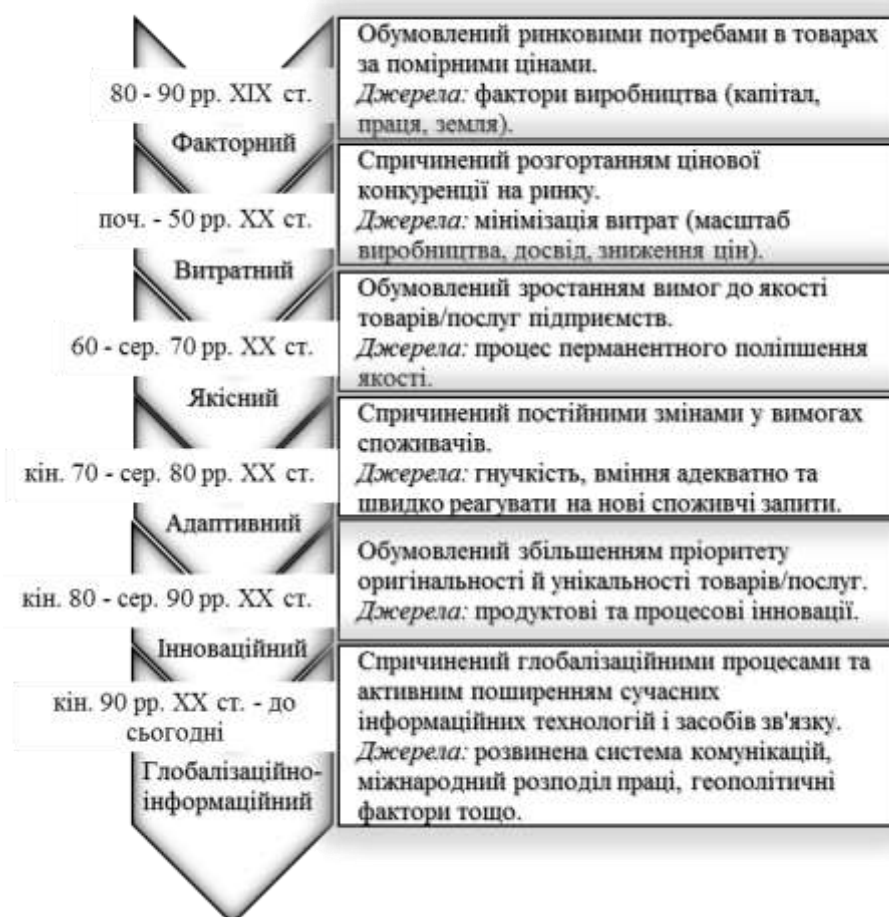 80 - 90 рр. ХІХ ст.
Факторний
Обумовлений ринковими потребами в товарах
за помірними цінами.
Джерела: фактори виробництва (капітал,
праця, земля).
поч. - 50 рр. ХХ ст.
Витратний
Спричинений розгортанням цінової
конкуренції на ринку.
Джерела: мінімізація витрат (масштаб
виробництва, досвід, зниження цін).
60 - сер. 70 рр. ХХ ст.
Якісний
Обумовлений зростанням вимог до якості
товарів/послуг підприємств.
Джерела: процес перманентного поліпшення
якості.
кін. 70 - сер. 80 рр. ХХ ст.
Адаптивний
Спричинений постійними змінами у вимогах
споживачів.
Джерела: гнучкість, вміння адекватно та
швидко реагувати на нові споживчі запити.
кін. 80 - сер. 90 рр. ХХ ст.
Інноваційний
Обумовлений збільшенням пріоритету
оригінальності й унікальності товарів/послуг.
Джерела: продуктові та процесові інновації.
кін. 90 рр. ХХ ст. - до
сьогодні
Глобалізаційно-
інформаційний
Спричинений глобалізаційними процесами та
активним поширенням сучасних
інформаційних технологій і засобів зв'язку.
Джерела: розвинена система комунікацій,
міжнародний розподіл праці, геополітичні
фактори тощо.